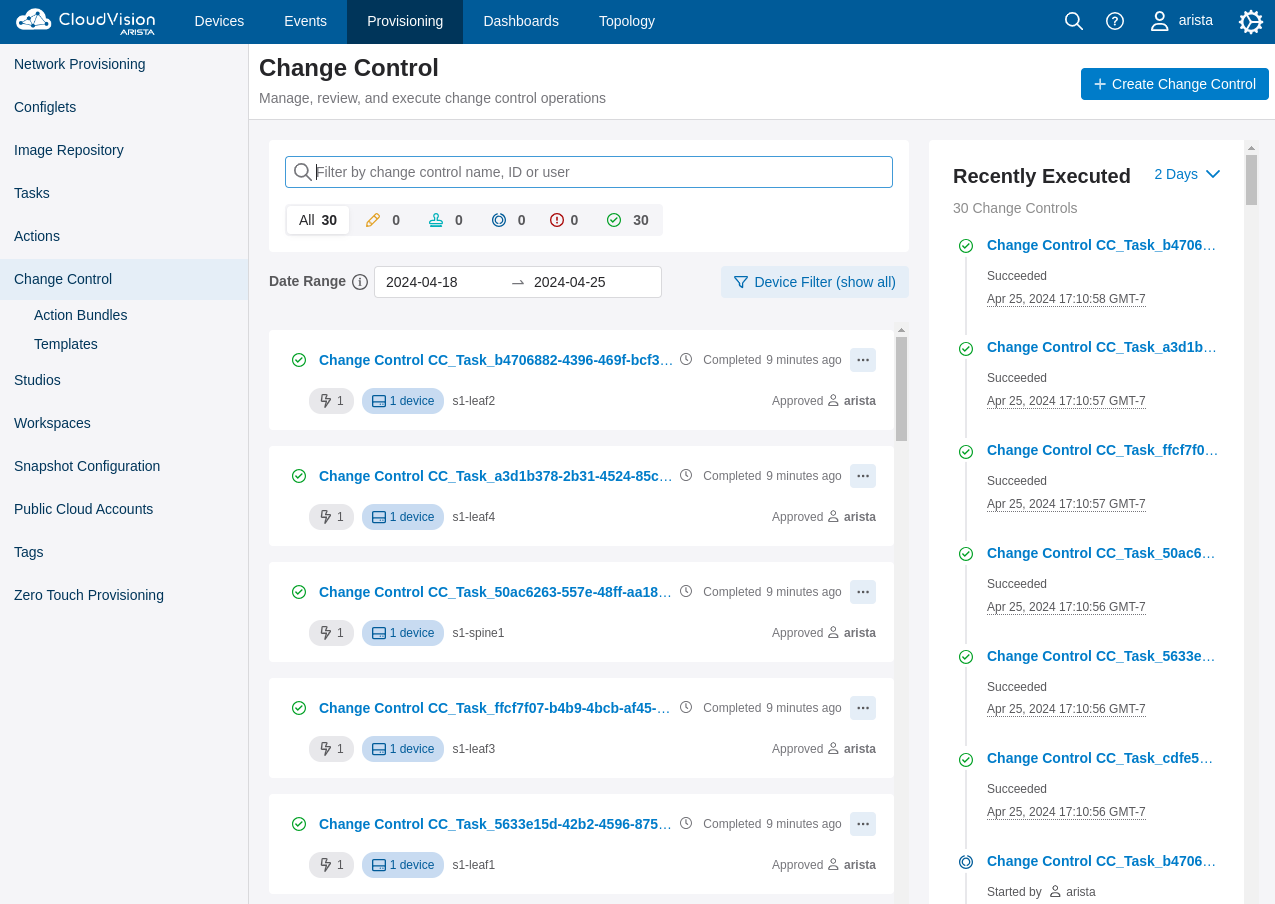 CloudVision
ARISTA
Devices
Events
Provisioning
Dashboards
Topology
arista
Network Provisioning
Configlets
Image Repository
Tasks
Actions
Change Control
Action Bundles
Templates
Studios
Workspaces
Snapshot Configuration
Public Cloud Accounts
Tags
Zero Touch Provisioning
Change Control
Manage, review, and execute change control operations
Create Change Control
Filter by change control name, ID or user
All 30
0
0
0
0
30
Date Range
2024-04-18
2024-04-25
Device Filter (show all)
Change Control CC_Task_b4706882-4396-469f-bcf3…
Completed 9 minutes ago
1
1 device
s1-leaf2
Approved arista
Change Control CC_Task_a3d1b378-2b31-4524-85c…
Completed 9 minutes ago
1
1 device
s1-leaf4
Approved arista
Change Control CC_Task_50ac6263-557e-48ff-aa18…
Completed 9 minutes ago
1
1 device
s1-spine1
Approved arista
Change Control CC_Task_ffcf7f07-b4b9-4bcb-af45-…
Completed 9 minutes ago
1
1 device
s1-leaf3
Approved arista
Change Control CC_Task_5633e15d-42b2-4596-875…
Completed 9 minutes ago
1
1 device
s1-leaf1
Approved arista
Recently Executed
2 Days
30 Change Controls
Change Control CC_Task_b4706…
Succeeded
Apr 25, 2024 17:10:58 GMT-7
Change Control CC_Task_a3d1b…
Succeeded
Apr 25, 2024 17:10:57 GMT-7
Change Control CC_Task_ffcf7f0…
Succeeded
Apr 25, 2024 17:10:57 GMT-7
Change Control CC_Task_50ac6…
Succeeded
Apr 25, 2024 17:10:56 GMT-7
Change Control CC_Task_5633e…
Succeeded
Apr 25, 2024 17:10:56 GMT-7
Change Control CC_Task_cdfe5…
Succeeded
Apr 25, 2024 17:10:56 GMT-7
Change Control CC_Task_b4706…
Started by arista